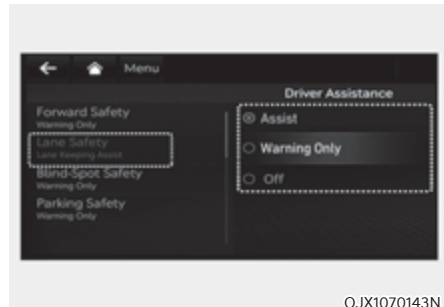 Menu
Driver Assistance
Forward Safety
Warning Only
Lane Safety
Lane Keeping Assist
Blind-Spot Safety
Warning Only
Parking Safety
Warning Only
Assist
Warning Only
Off
OJX1070143N